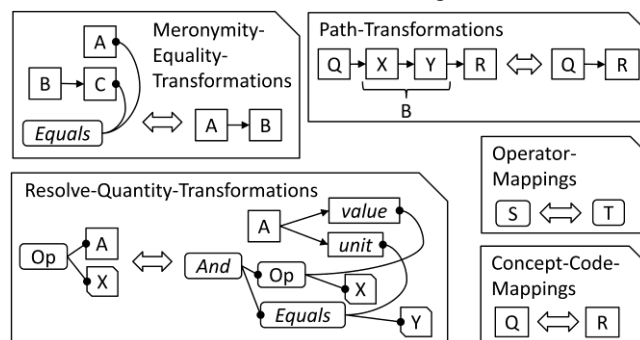 Meronymity-
Equality-
Transformations
A
B
C
Equals
A
B
Path-Transformations
Q
X
Y
R
Q
R
B
Resolve-Quantity-Transformations
Op
A
X
And
A
value
unit
Op
X
Equals
Y
Operator-
Mappings
S
T
Concept-Code-
Mappings
Q
R